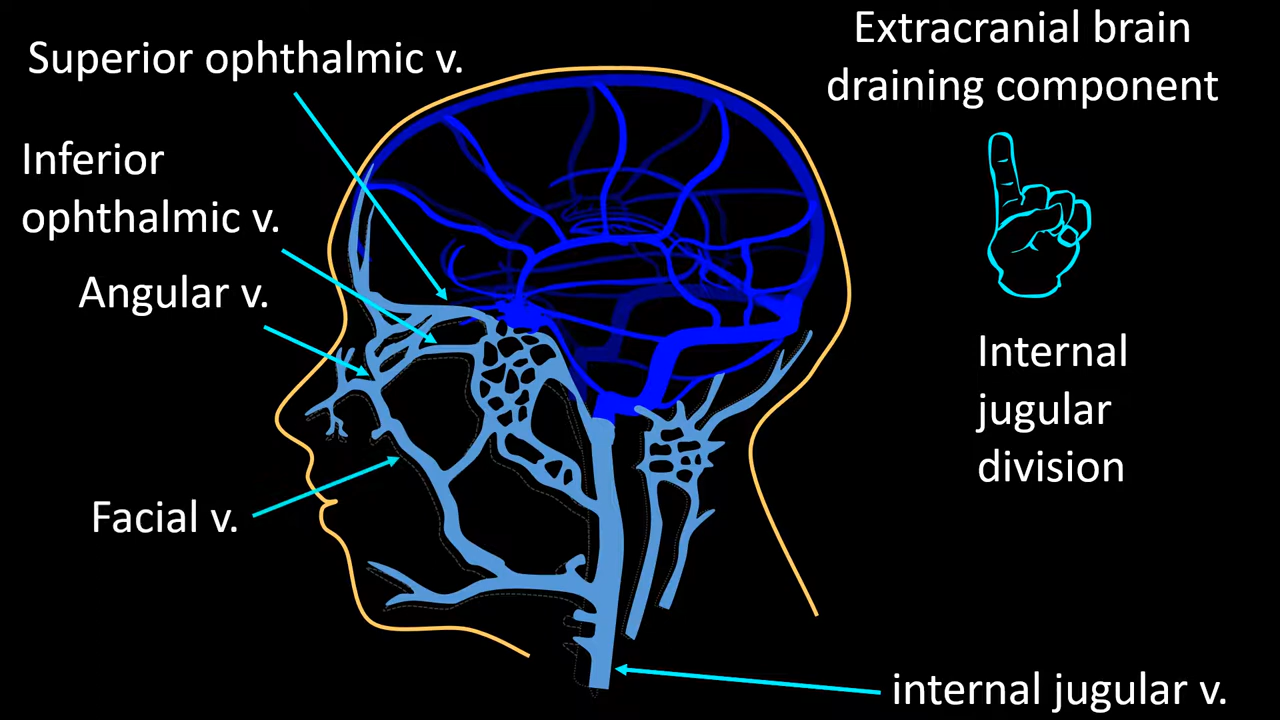 Superior ophthalmic v.
Inferior
ophthalmic v.
Angular v.
Facial v.
Extracranial brain
draining component
Internal
jugular
division
internal jugular v.